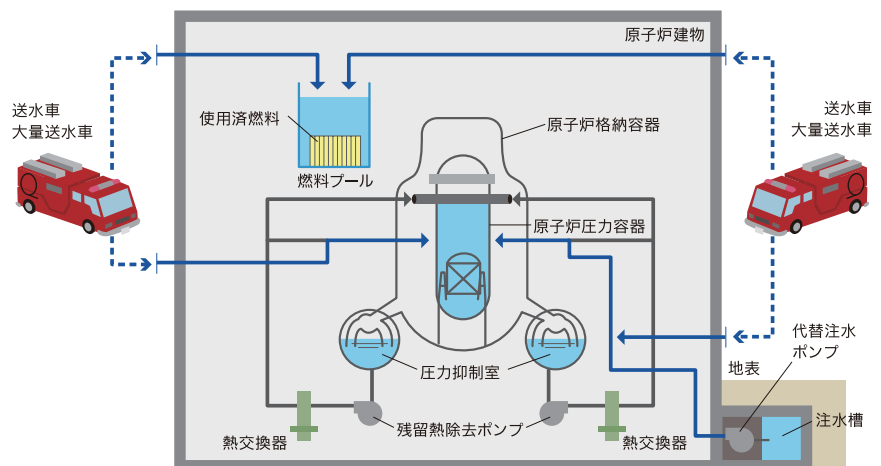 原子炉建物
送水車
大量送水車
送水車
大量送水車
使用済燃料
原子炉格納容器
燃料プール
原子炉圧力容器
代替注水
ポンプ
地表
圧力抑制室
注水槽
残留熱除去ポンプ
熱交換器
熱交換器